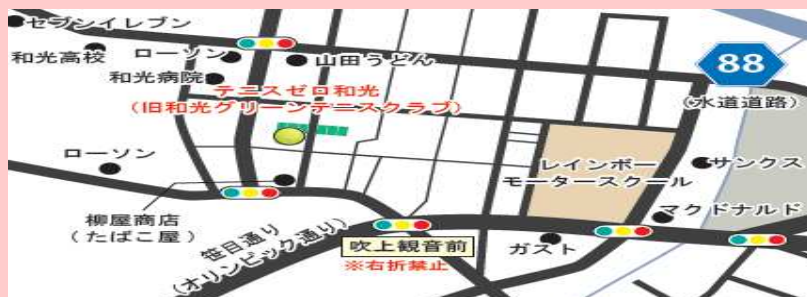 セブンイレブン
和光高校
ローソン
山田うどん
和光病院
テニスゼロ和光
(旧和光グリーンテニスクラブ)
88
(水道道路)
ローソン
レインボー
モータースクール
サンクス
柳屋商店
(たばこ屋)
笹目通り
(オリンピック通り)
吹上観音前
※右折禁止
ガスト
マクドナルド